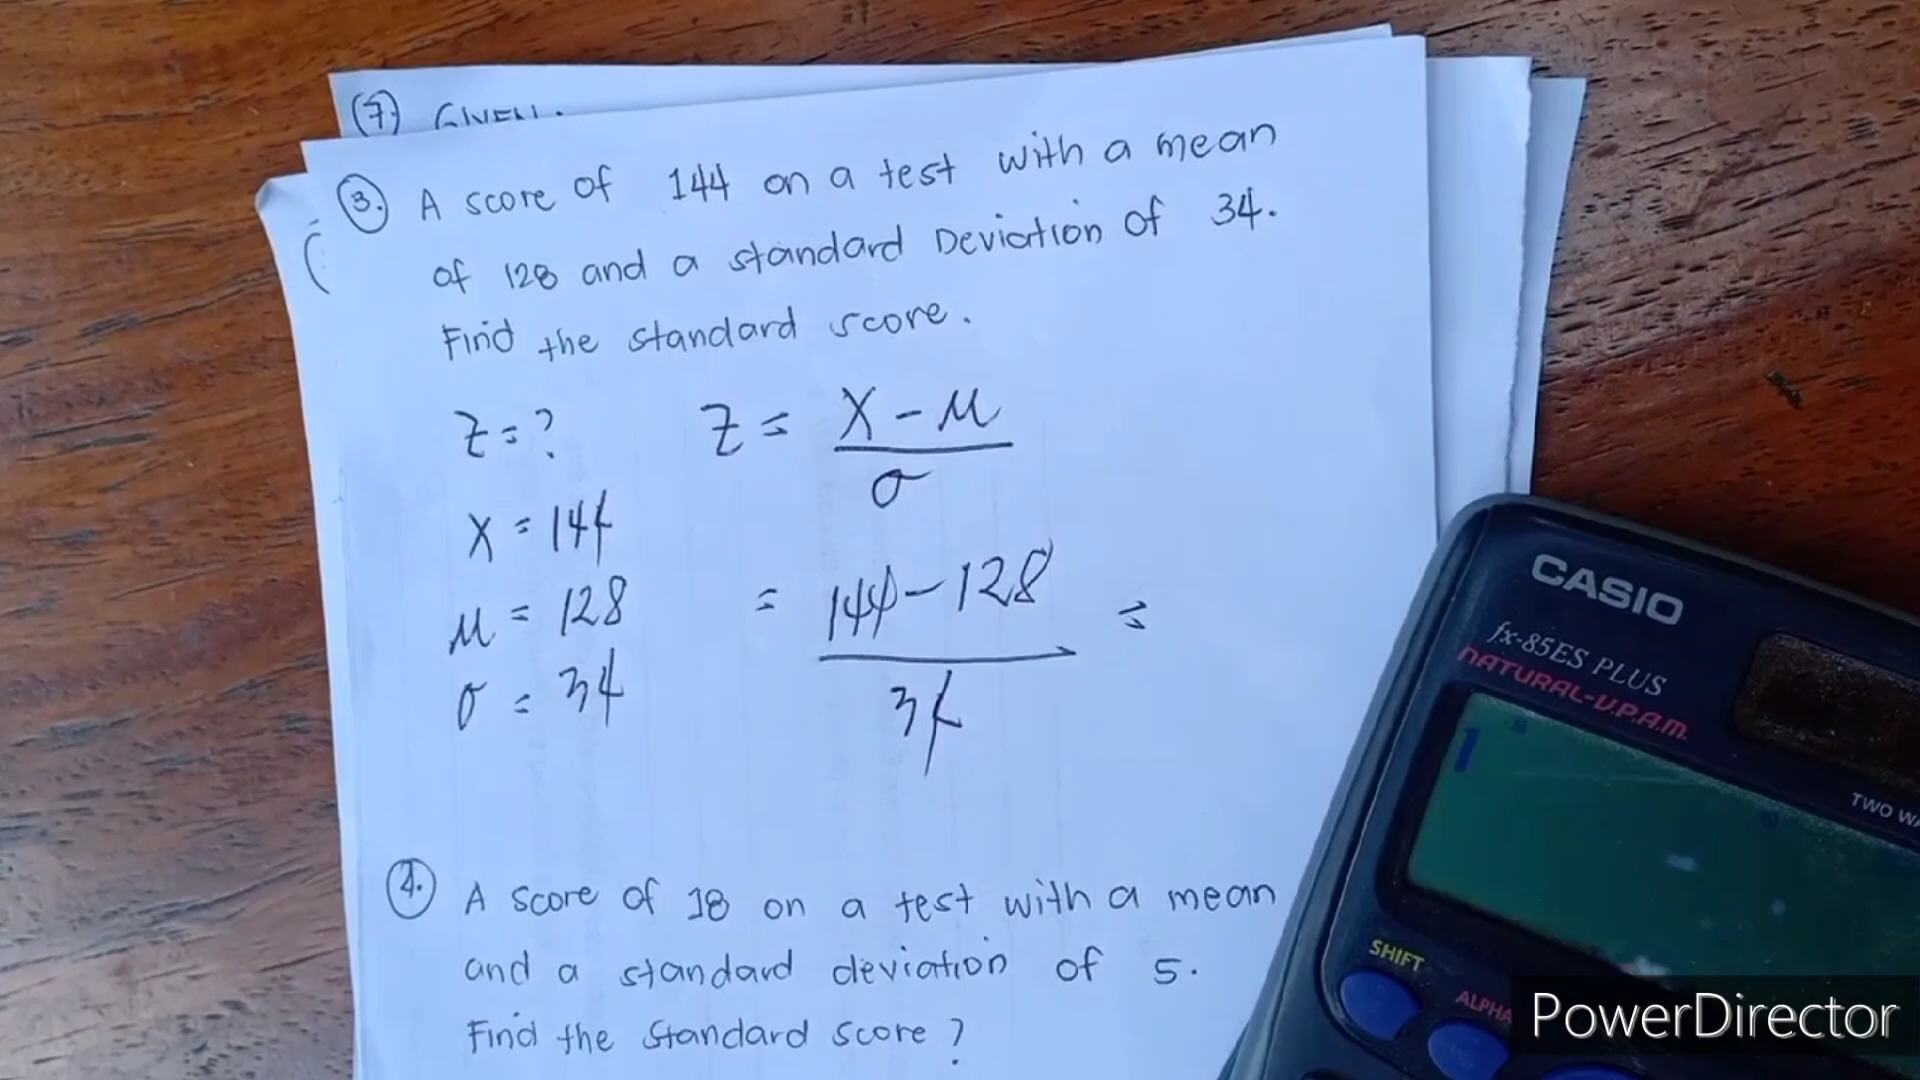 (7) GIVEN:
3. A score of 144 on a test with a mean
of 128 and a standard Deviation of 34.
Find the standard score.
Z = ? Z = X - μ
σ
X = 144
= 144 - 128 =
34
μ = 128
σ = 34
4. A score of 18 on a test with a mean
and a standard deviation of 5.
Find the standard score?
CASIO
fx-85ES PLUS
NATURAL-V.P.A.M.
TWO WA
1
SHIFT
ALPHA
PowerDirector